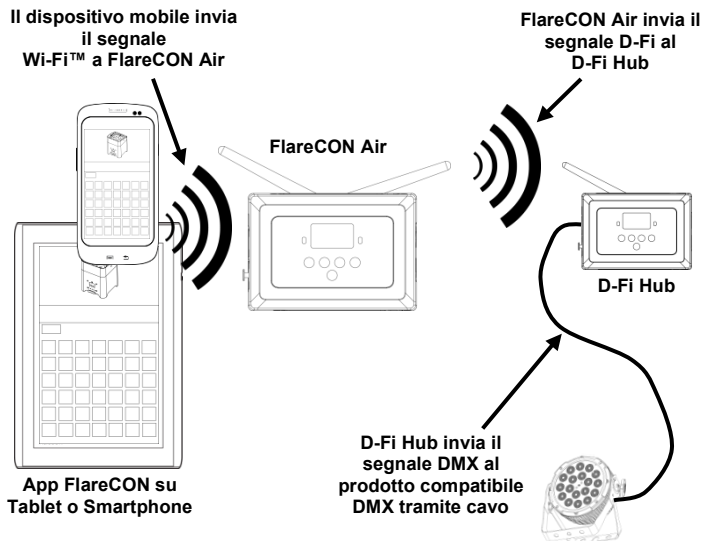 Il dispositivo mobile invia
il segnale
Wi-Fi™ a FlareCON Air
FlareCON Air invia il
segnale D-Fi al
D-Fi Hub
FlareCON Air
D-Fi Hub
D-Fi Hub invia il
segnale DMX al
prodotto compatibile
DMX tramite cavo
App FlareCON su
Tablet o Smartphone